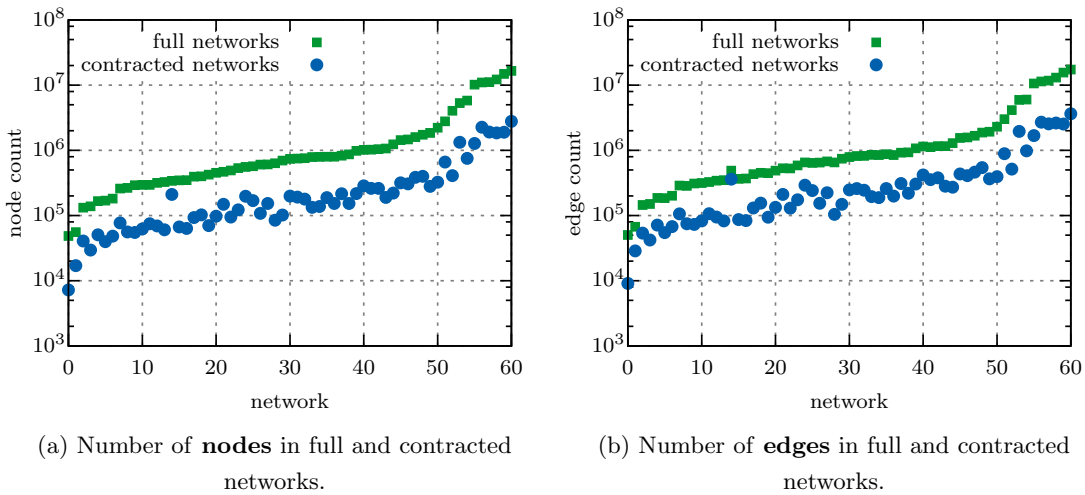 10^8
10^7
10^6
10^5
10^4
10^3
node count
full networks
contracted networks
0 10 20 30 40 50 60
network
(a) Number of nodes in full and contracted
networks.
10^8
10^7
10^6
10^5
10^4
10^3
edge count
full networks
contracted networks
0 10 20 30 40 50 60
network
(b) Number of edges in full and contracted
networks.